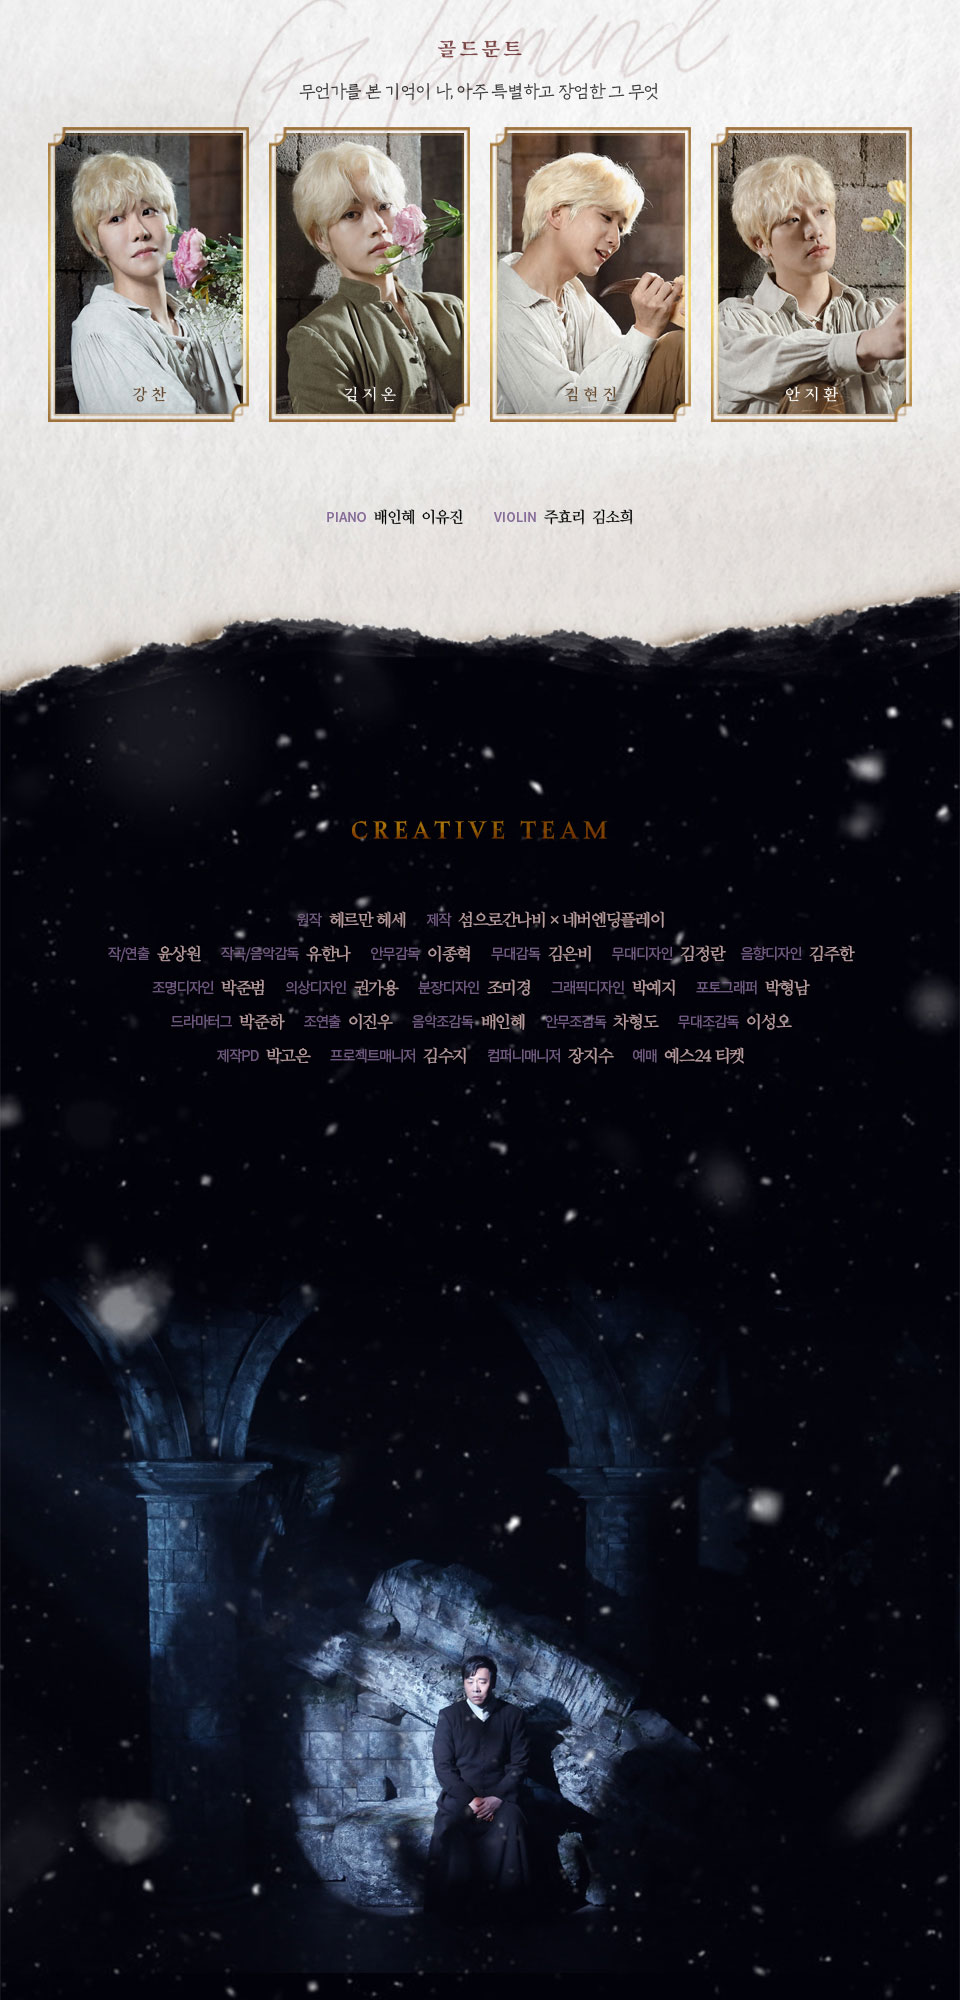 Goldmund
골드문트
무언가를 본 기억이 나, 아주 특별하고 장엄한 그 무엇
강찬 김지온 김현진 안지환
PIANO 배인혜 이유진 VIOLIN 주효리 김소희
CREATIVE TEAM
원작 헤르만 헤세 제작 섬으로간나비 × 네버엔딩플레이
작/연출 윤상원 작곡/음악감독 유한나 안무감독 이종혁 무대감독 김은비 무대디자인 김정란 음향디자인 김주한
조명디자인 박준범 의상디자인 권가용 분장디자인 조미경 그래픽디자인 박예지 포토그래퍼 박형남
드라마터그 박준하 조연출 이진우 음악조감독 배인혜 안무조감독 차형도 무대조감독 이성오
제작PD 박고은 프로젝트매니저 김수지 컴퍼니매니저 장지수 예매 예스24 티켓